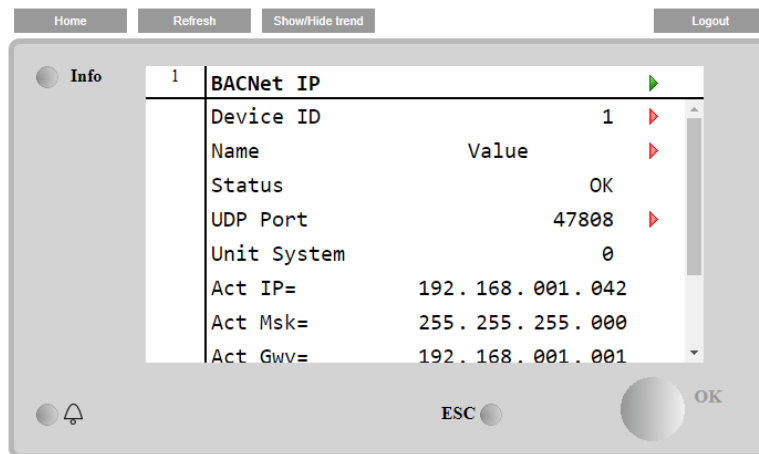 Home Refresh Show/Hide trend Logout
Info 1 BACNet IP
Device ID 1
Name Value
Status OK
UDP Port 47808
Unit System 0
Act IP= 192.168.001.042
Act Msk= 255.255.255.000
Act Gwy= 192.168.001.001
ESC OK